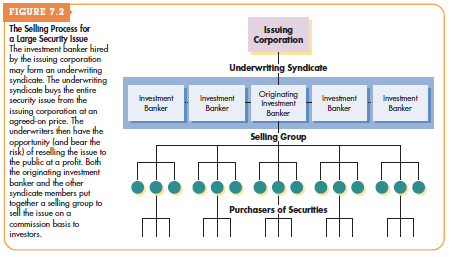 FIGURE 7.2
The Selling Process for
a Large Security Issue
The investment banker hired
by the issuing corporation
may form an underwriting
syndicate. The underwriting
syndicate buys the entire
security issue from the
issuing corporation at an
agreed-on price. The
underwriters then have the
opportunity (and bear the
risk) of reselling the issue to
the public at a profit. Both
the originating investment
banker and the other
syndicate members put
together a selling group to
sell the issue on a
commission basis to
investors.
Issuing
Corporation
Underwriting Syndicate
Investment
Banker
Investment
Banker
Originating
Investment
Banker
Investment
Banker
Investment
Banker
Selling Group
Purchasers of Securities